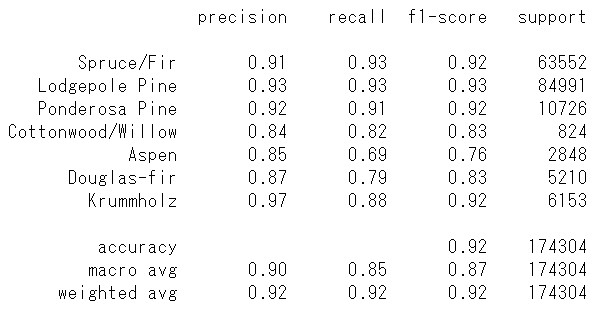 precision recall f1-score support
Spruce/Fir 0.91 0.93 0.92 63552
Lodgepole Pine 0.93 0.93 0.93 84991
Ponderosa Pine 0.92 0.91 0.92 10726
Cottonwood/Willow 0.84 0.82 0.83 824
Aspen 0.85 0.69 0.76 2848
Douglas-fir 0.87 0.79 0.83 5210
Krummholz 0.97 0.88 0.92 6153
accuracy 0.92 174304
macro avg 0.90 0.85 0.87 174304
weighted avg 0.92 0.92 0.92 174304